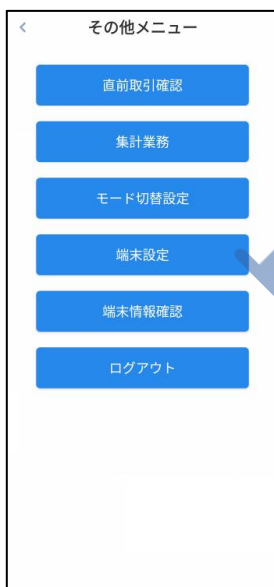 その他メニュー
直前取引確認
集計業務
モード切替設定
端末設定
端末情報確認
ログアウト